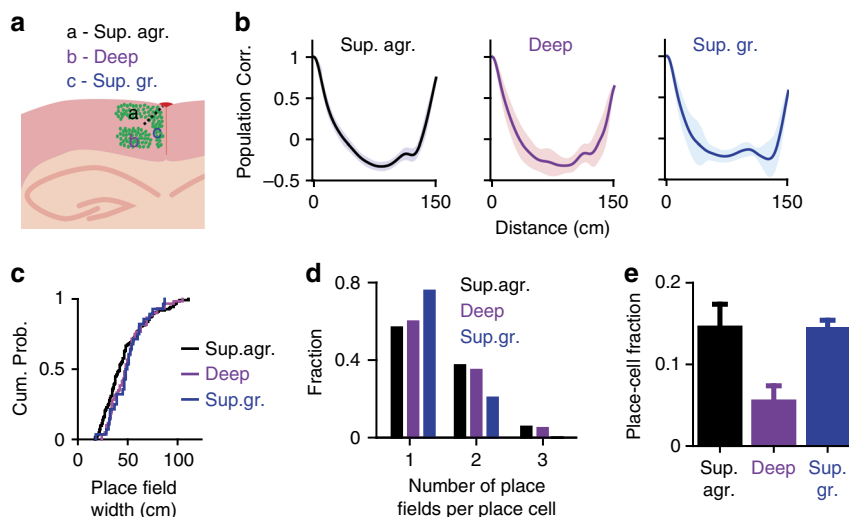 a
a - Sup. agr.
b - Deep
c - Sup. gr.
a
b
c
b
Sup. agr.
Deep
Sup. gr.
Population Corr.
1
0.5
0
–0.5
0
150
0
150
0
150
Distance (cm)
c
Cum. Prob.
1
0.5
0
0
50
100
Place field
width (cm)
Sup.agr.
Deep
Sup.gr.
d
Fraction
0.8
0.4
0
1
2
3
Number of place
fields per place cell
Sup.agr.
Deep
Sup.gr.
e
Place-cell fraction
0.2
0.1
0
Sup.
agr.
Deep
Sup.
gr.